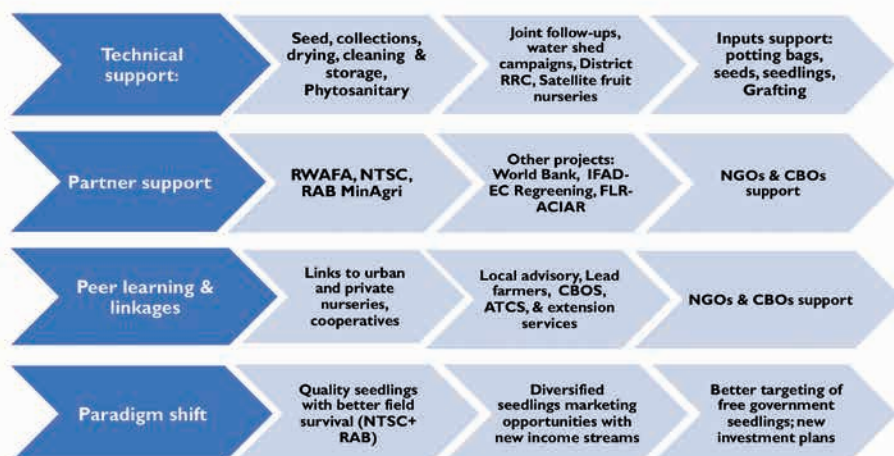 Technical
support:
Seed, collections,
drying, cleaning &
storage,
Phytosanitary
Joint follow-ups,
water shed
campaigns, District
RRC, Satellite fruit
nurseries
Inputs support:
potting bags,
seeds, seedlings,
Grafting
Partner support
RWAFA, NTSC,
RAB MinAgri
Other projects:
World Bank, IFAD-
EC Regreening, FLR-
ACIAR
NGOs & CBOs
support
Peer learning &
linkages
Links to urban
and private
nurseries,
cooperatives
Local advisory, Lead
farmers, CBOS,
ATCS, & extension
services
NGOs & CBOs support
Paradigm shift
Quality seedlings
with better field
survival (NTSC+
RAB)
Diversified
seedlings marketing
opportunities with
new income streams
Better targeting of
free government
seedlings; new
investment plans